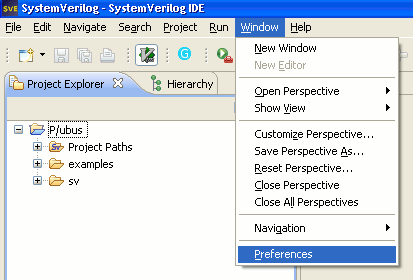 SVE SystemVerilog - SystemVerilog IDE
File Edit Navigate Search Project Run Window Help
New Window
New Editor
Project Explorer Hierarchy
Open Perspective
Show View
P/ubus
Customize Perspective...
Project Paths
Save Perspective As...
examples
Reset Perspective...
sv
Close Perspective
Close All Perspectives
Navigation
Preferences